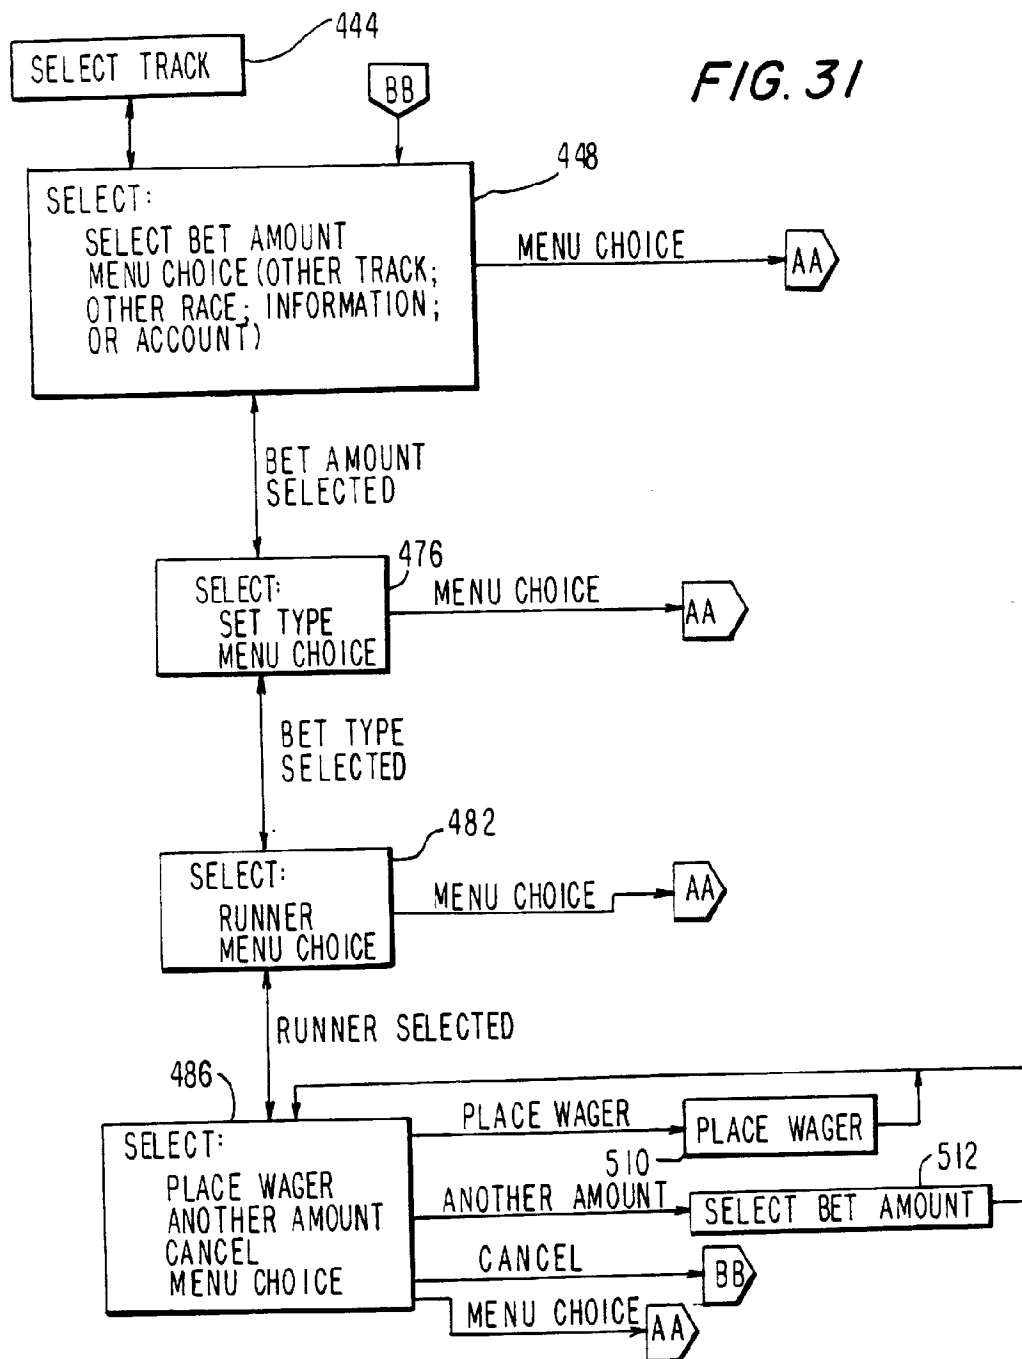 444
SELECT TRACK
BB
FIG. 31
448
SELECT:
SELECT BET AMOUNT
MENU CHOICE (OTHER TRACK;
OTHER RACE; INFORMATION;
OR ACCOUNT)
MENU CHOICE
AA
BET AMOUNT
SELECTED
476
SELECT:
SET TYPE
MENU CHOICE
MENU CHOICE
AA
BET TYPE
SELECTED
482
SELECT:
RUNNER
MENU CHOICE
MENU CHOICE
AA
RUNNER SELECTED
486
SELECT:
PLACE WAGER
ANOTHER AMOUNT
CANCEL
MENU CHOICE
PLACE WAGER
PLACE WAGER
510
512
ANOTHER AMOUNT
SELECT BET AMOUNT
CANCEL
BB
MENU CHOICE
AA